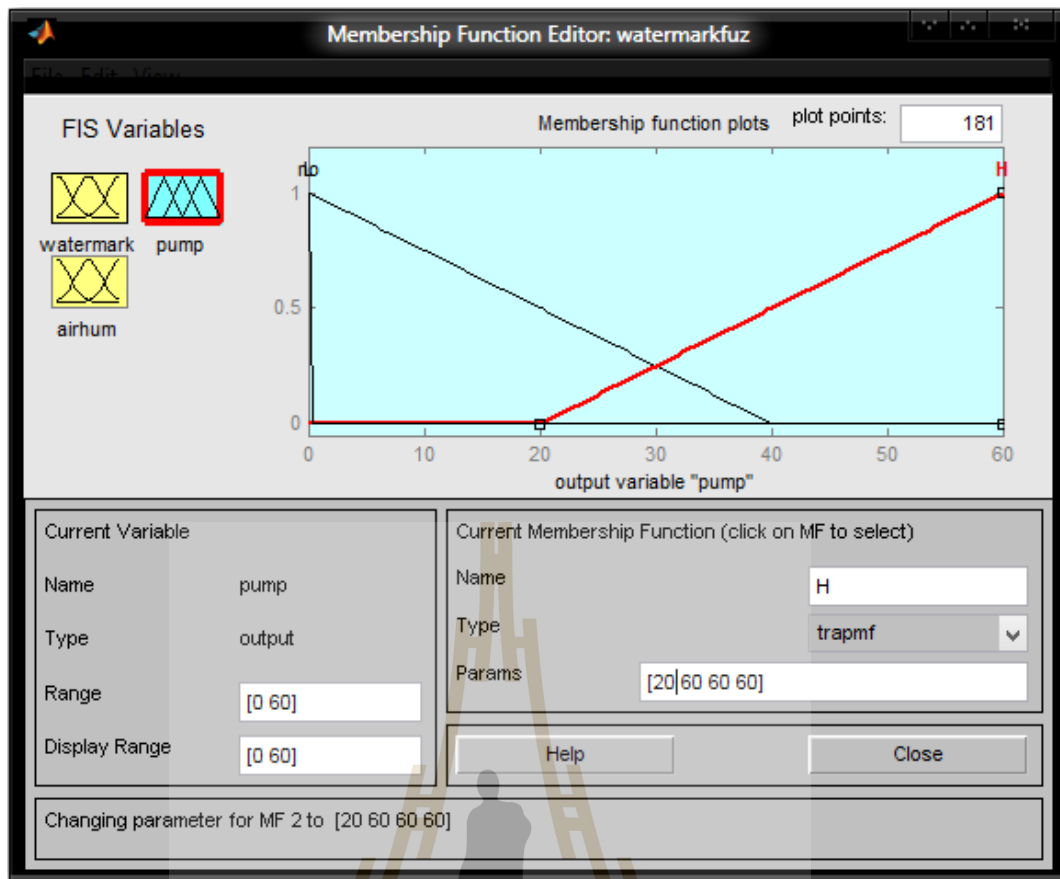 Membership Function Editor: watermarkfuz
File Edit View
FIS Variables
Membership function plots plot points: 181
watermark pump
airhum
H
1
0.5
0
0 10 20 30 40 50 60
output variable "pump"
Current Variable
Name pump
Type output
Range [0 60]
Display Range [0 60]
Current Membership Function (click on MF to select)
Name H
Type trapmf
Params [20 60 60 60]
Help Close
Changing parameter for MF 2 to [20 60 60 60]